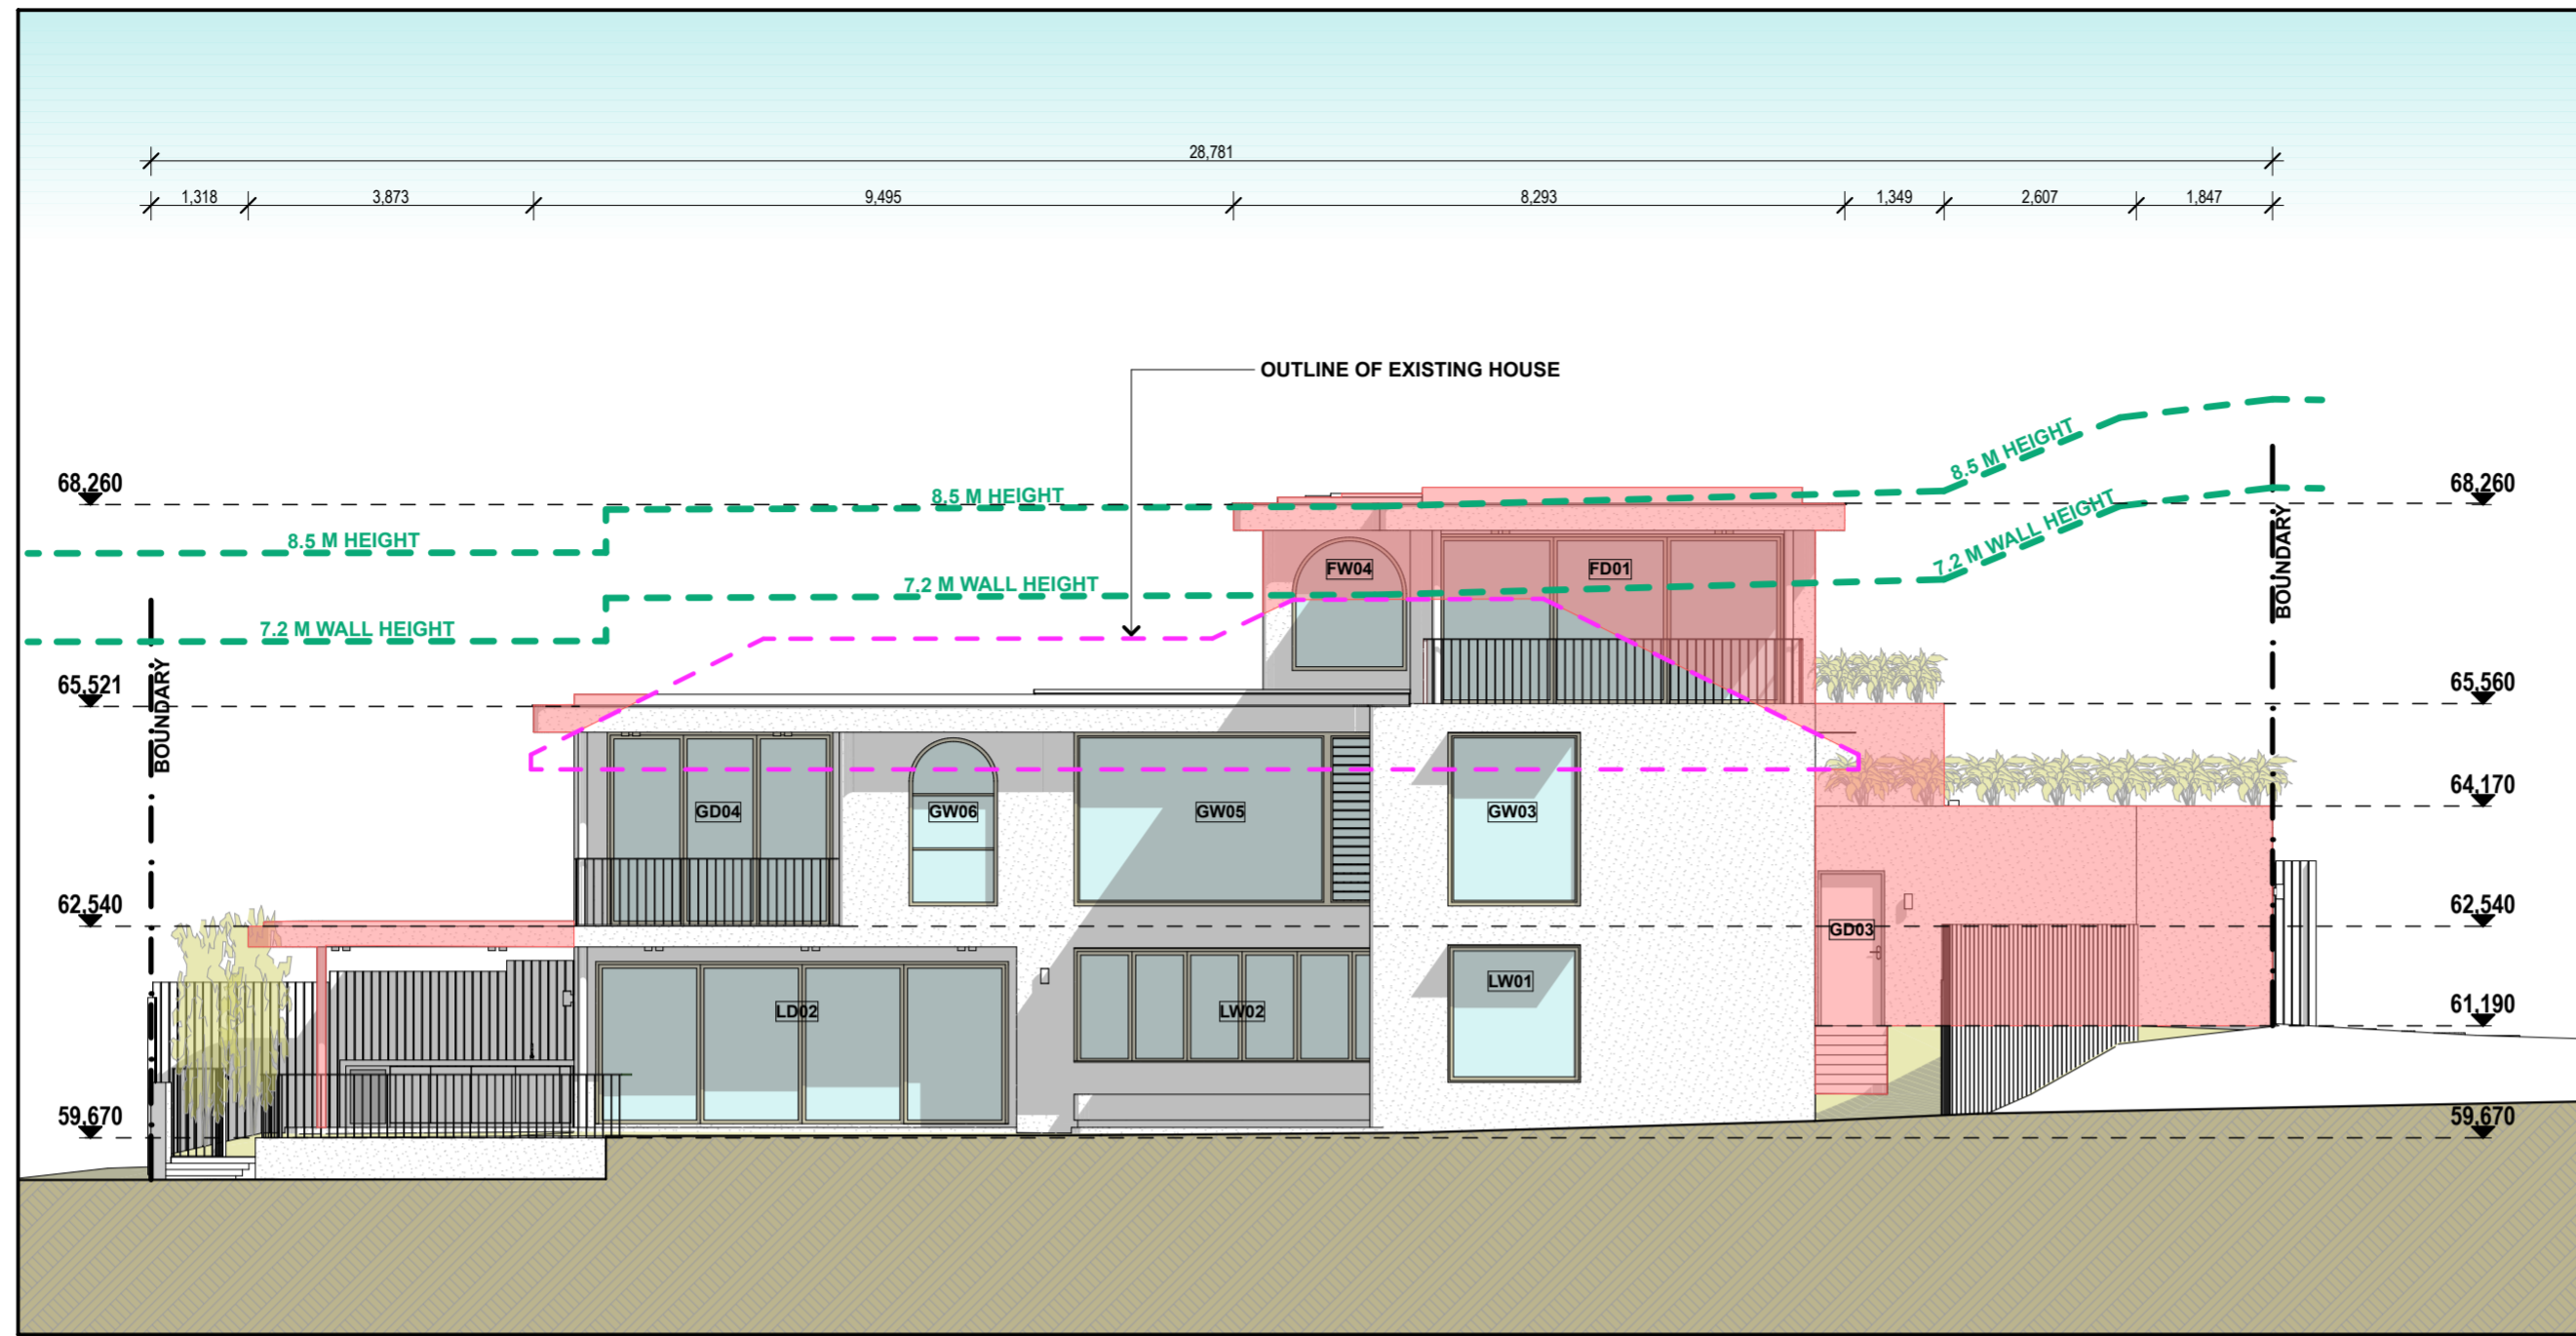 28,781
1,318 3,873 9,495 8,293 1,349 2,607 1,847
OUTLINE OF EXISTING HOUSE
8.5 M HEIGHT
68,260
8.5 M HEIGHT
68,260
7.2 M WALL HEIGHT
BOUNDARY
8.5 M HEIGHT
FW04
FD01
7.2 M WALL HEIGHT
7.2 M WALL HEIGHT
65,521
BOUNDARY
65,560
64,170
GD04
GW06
GW05
GW03
62,540
62,540
GD03
LW01
LD02
LW02
61,190
59,670
59,670